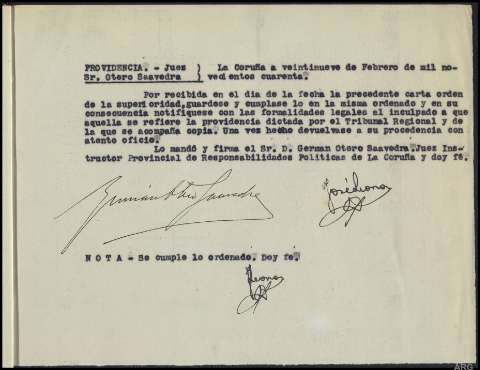 PROVIDENCIA. - Juez ) La Coruña a veintinueve de Febrero de mil no-
Sr. Otero Saavedra ) vecientos cuarenta.
Por recibida en el dia de la fecha la precedente carta orden
de la superioridad, guardese y cumplase lo en la misma ordenado y en su
consecuencia notifiquese con las formalidades legales al inculpado a que
aquella se refiere la providencia dictada por el Tribunal Regional y de
la que se acompaña copia. Una vez hecho devuelvase a su procedencia con
atento oficio.
Lo mandó y firma el Sr. D. German Otero Saavedra, Juez Ins-
tructor Provincial de Responsabilidades Politicas de La Coruña y doy fé.
Germán Otero Saavedra
NOTA - Se cumple lo ordenado. Doy fé.
ARG